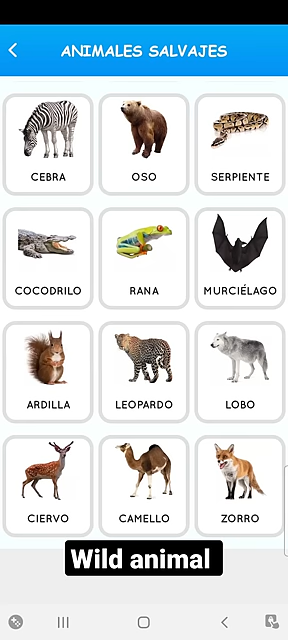 ANIMALES SALVAJES
CEBRA
OSO
SERPIENTE
COCODRILO
RANA
MURCIÉLAGO
ARDILLA
LEOPARDO
LOBO
CIERVO
CAMELLO
ZORRO
Wild animal